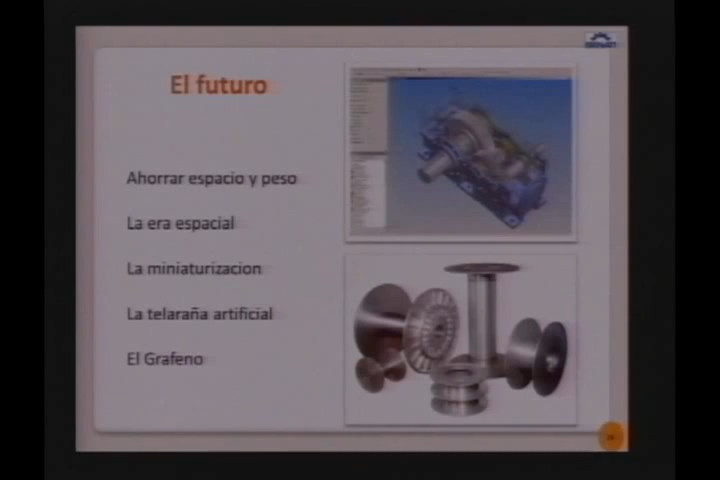 El futuro
Ahorrar espacio y peso
La era espacial
La miniaturizacion
La telaraña artificial
El Grafeno